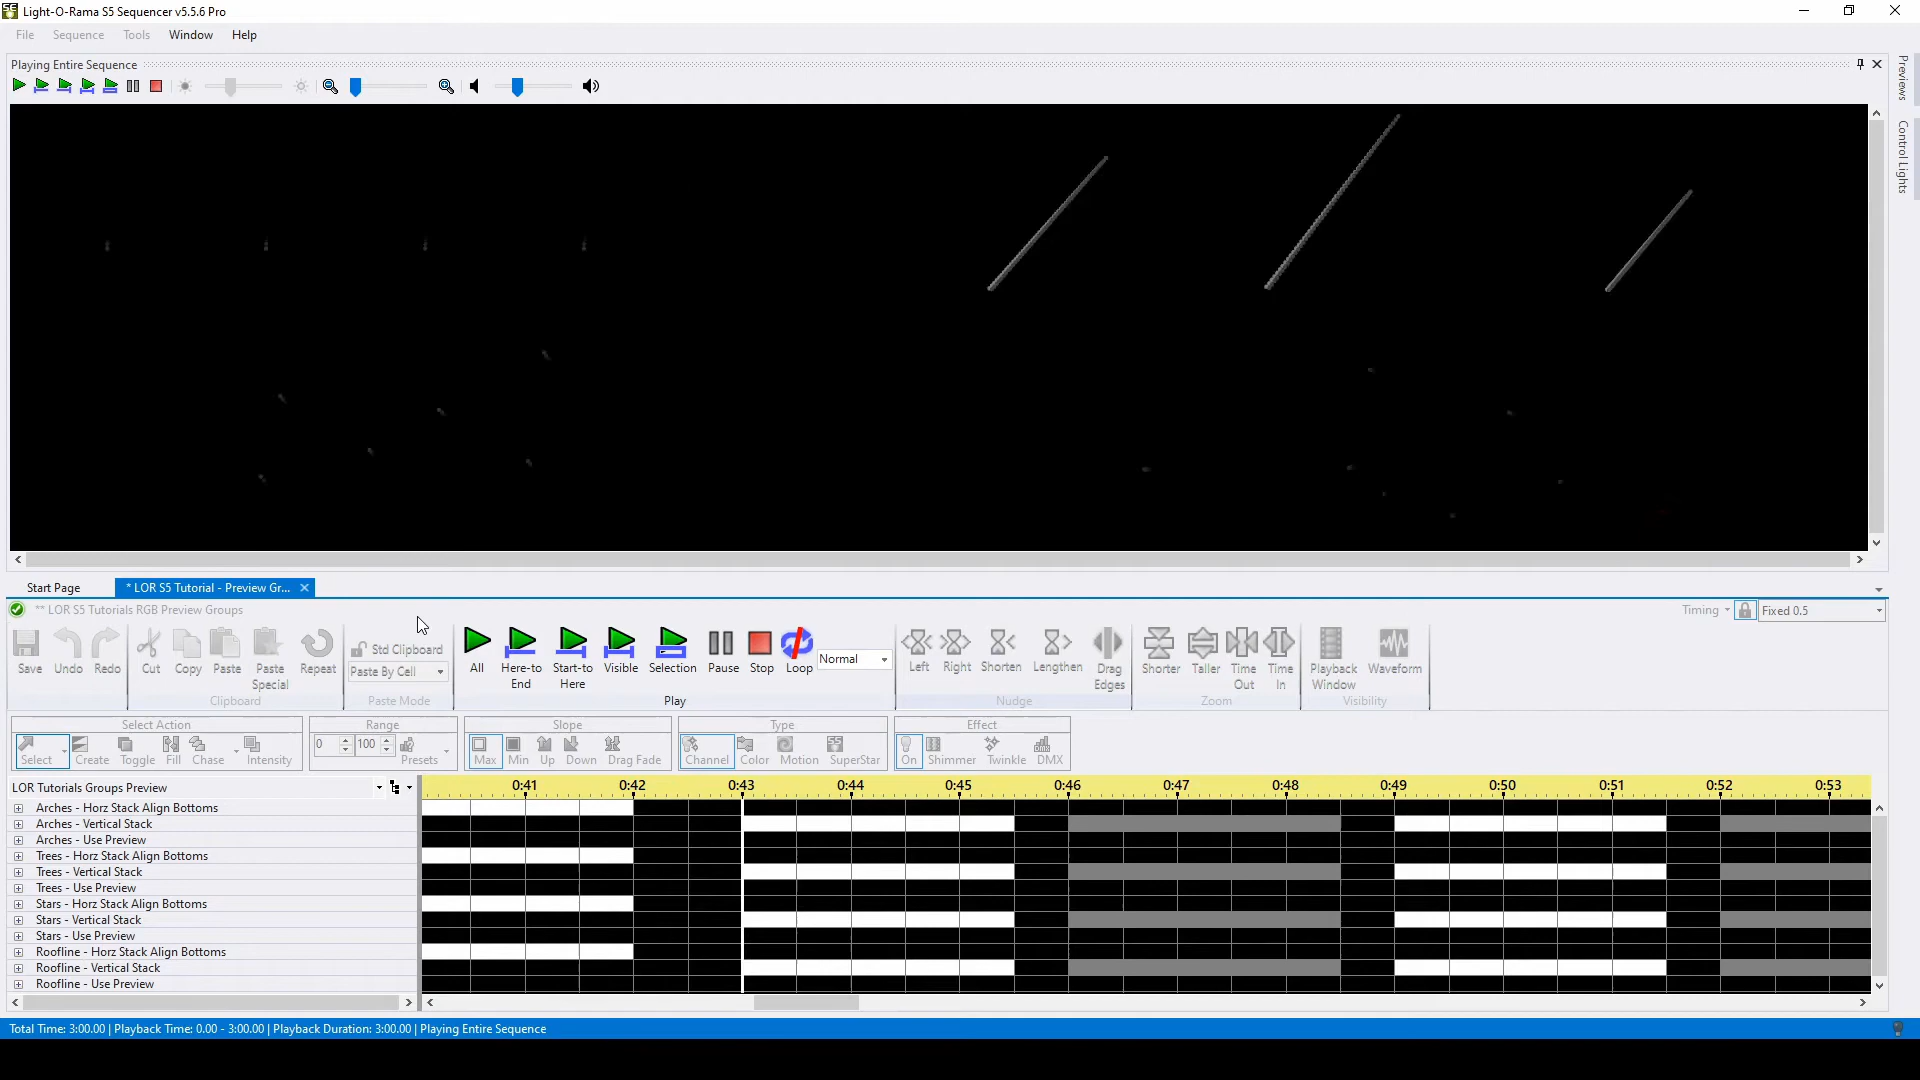 Light-O-Rama S5 Sequencer v5.5.6 Pro
File Sequence Tools Window Help
Playing Entire Sequence
Previews
Control Lights
Start Page * LOR S5 Tutorial - Preview Gr...
** LOR S5 Tutorials RGB Preview Groups Timing Fixed 0.5
Save Undo Redo Cut Copy Paste Paste Special Repeat Std Clipboard Paste By Cell All Here-to End Start-to Here Visible Selection Pause Stop Loop Normal Left Right Shorten Lengthen Drag Edges Shorter Taller Time Out Time In Playback Window Waveform
Clipboard Paste Mode Play Nudge Zoom Visibility
Select Action Range Slope Type Effect
0 100
Select Create Toggle Fill Chase Intensity Presets Max Min Up Down Drag Fade Channel Color Motion SuperStar On Shimmer Twinkle DMX
LOR Tutorials Groups Preview 0:41 0:42 0:43 0:44 0:45 0:46 0:47 0:48 0:49 0:50 0:51 0:52 0:53
Arches - Horz Stack Align Bottoms
Arches - Vertical Stack
Arches - Use Preview
Trees - Horz Stack Align Bottoms
Trees - Vertical Stack
Trees - Use Preview
Stars - Horz Stack Align Bottoms
Stars - Vertical Stack
Stars - Use Preview
Roofline - Horz Stack Align Bottoms
Roofline - Vertical Stack
Roofline - Use Preview
Total Time: 3:00.00 | Playback Time: 0.00 - 3:00.00 | Playback Duration: 3:00.00 | Playing Entire Sequence